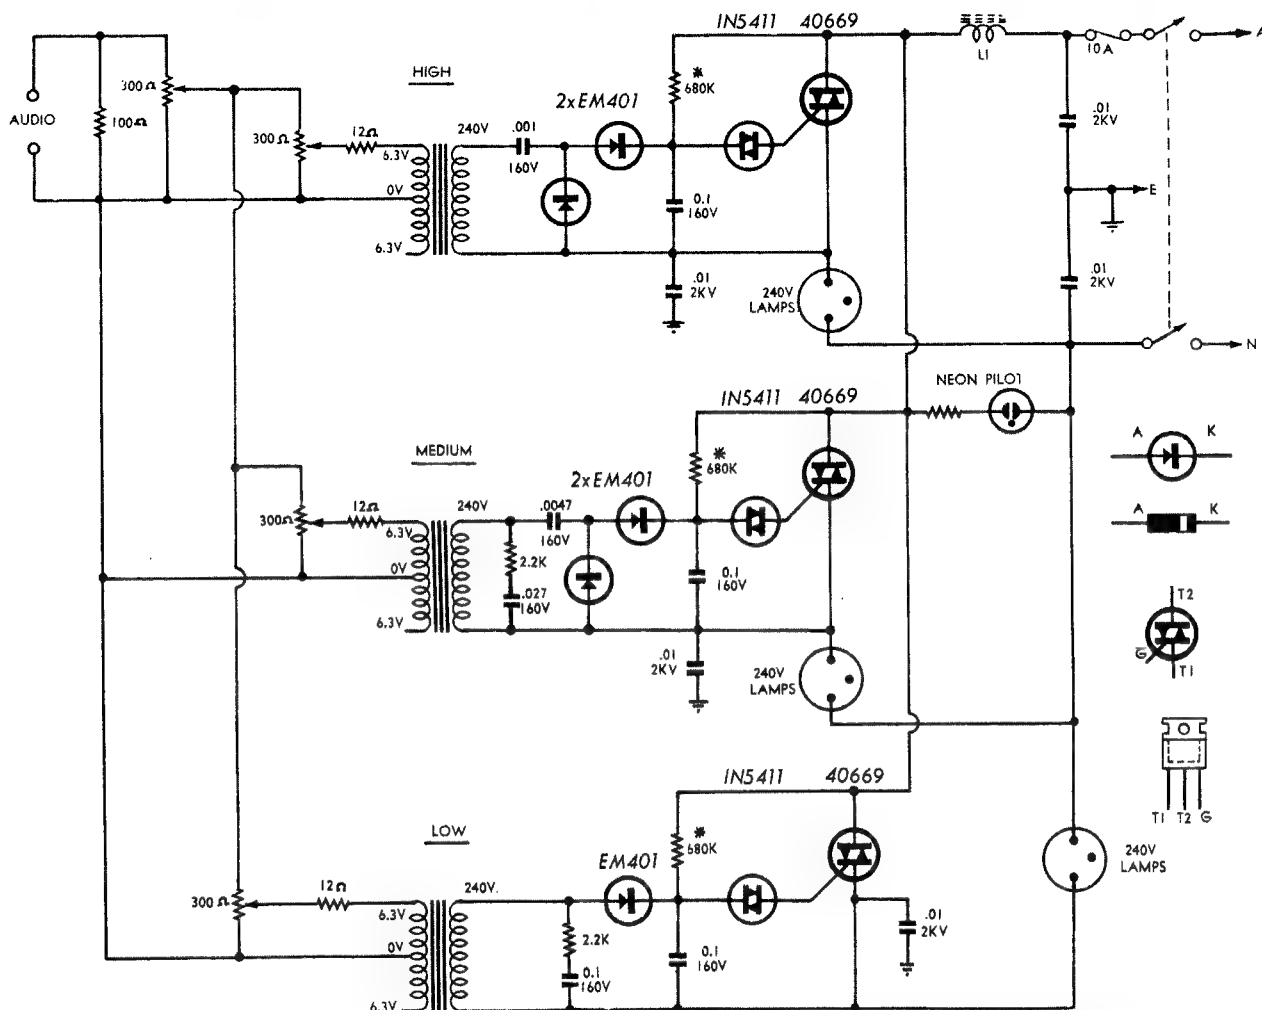 IN5411 40669
L1
10A
A
HIGH
AUDIO
300Ω
100Ω
300Ω
12Ω
6.3V
0V
6.3V
240V
.001
160V
2xEM401
*
680K
0.1
160V
.01
2KV
240V
LAMPS
.01
2KV
E
.01
2KV
N
MEDIUM
300Ω
12Ω
6.3V
0V
6.3V
240V
2.2K
.027
160V
.0047
160V
2xEM401
IN5411 40669
*
680K
0.1
160V
.01
2KV
240V
LAMPS
NEON PILOT
A K
A K
T2
G
T1
T1 T2 G
LOW
300Ω
12Ω
6.3V
0V
6.3V
240V.
2.2K
0.1
160V
EM401
IN5411 40669
*
680K
0.1
160V
.01
2KV
240V
LAMPS